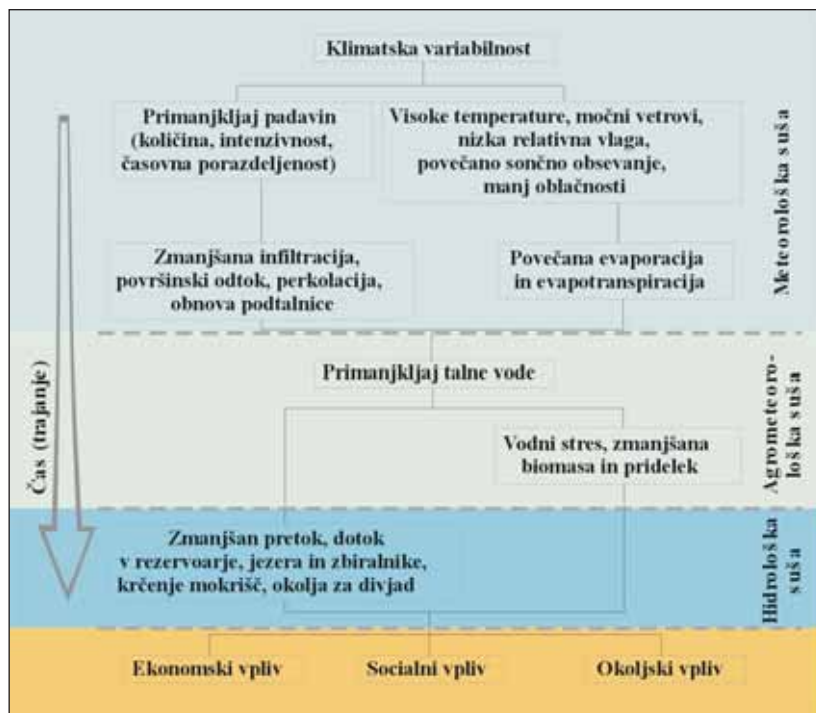 Klimatska variabilnost
Primanjkljaj padavin
(količina, intenzivnost,
časovna porazdeljenost)
Visoke temperature, močni vetrovi,
nizka relativna vlaga,
povečano sončno obsevanje,
manj oblačnosti
Zmanjšana infiltracija,
površinski odtok, perkolacija,
obnova podtalnice
Povečana evaporacija
in evapotranspiracija
Meteorološka suša
Primanjkljaj talne vode
Vodni stres, zmanjšana
biomasa in pridelek
Agrometeoro-
loška suša
Čas (trajanje)
Zmanjšan pretok, dotok
v rezervoarje, jezera in zbiralnike,
krčenje mokrišč, okolja za divjad
Hidrološka
suša
Ekonomski vpliv
Socialni vpliv
Okoljski vpliv